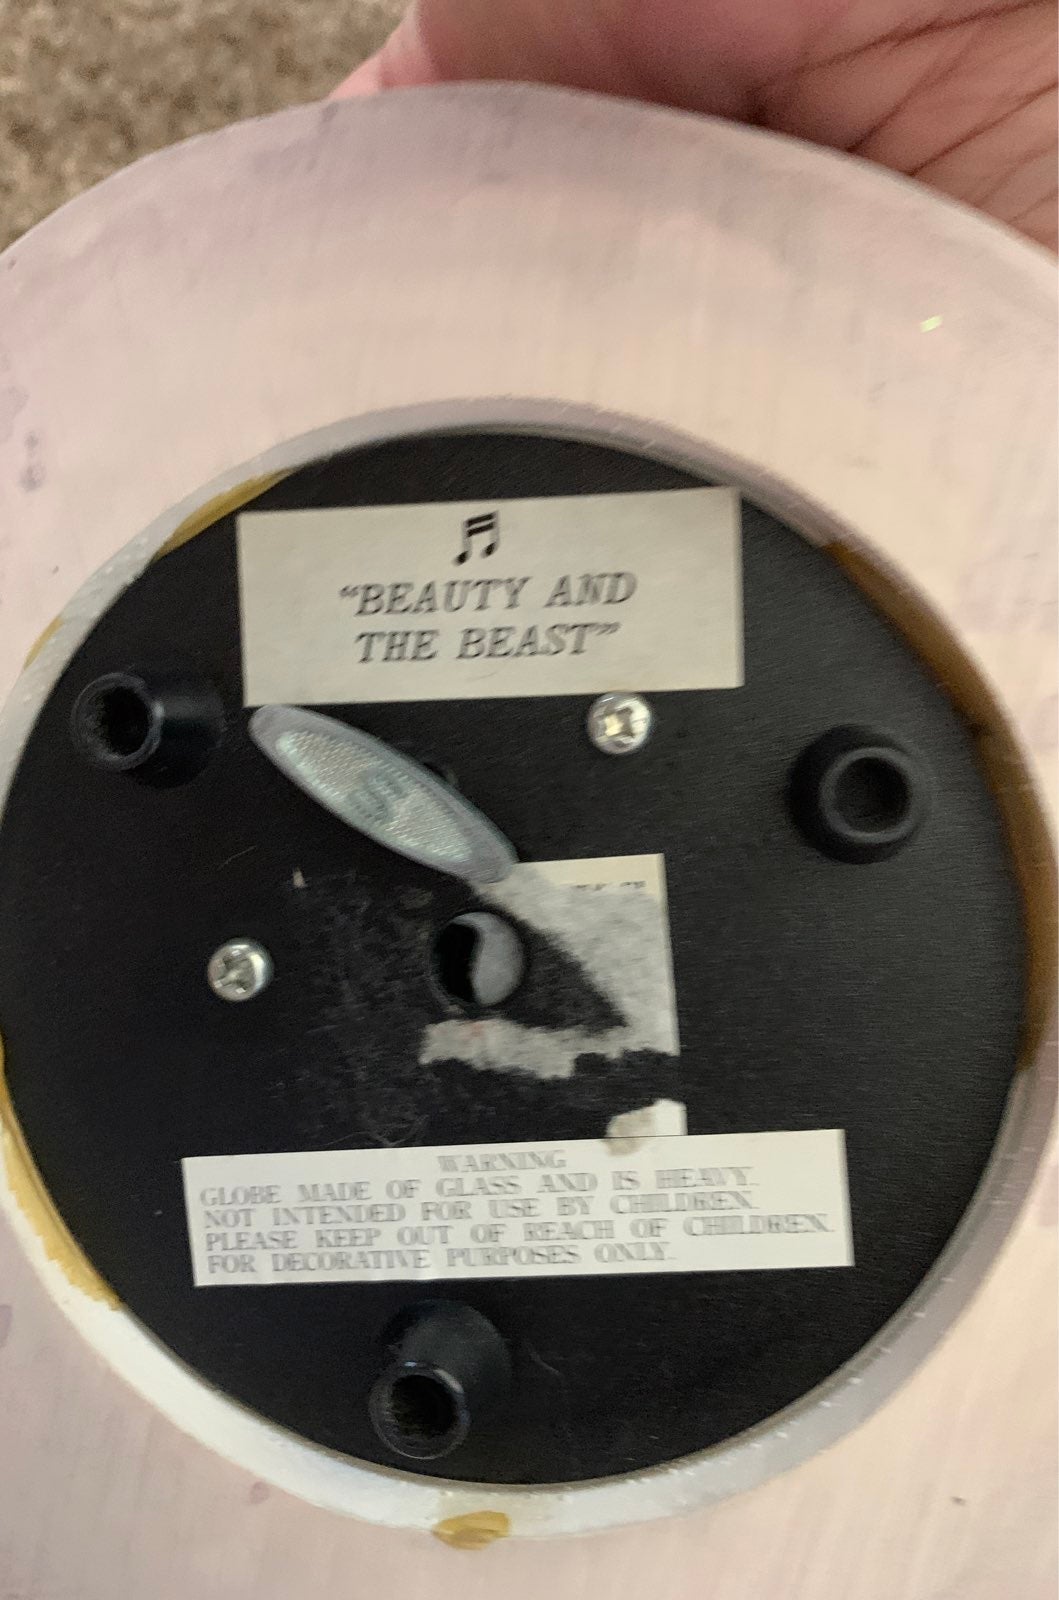 “BEAUTY AND
THE BEAST”
WARNING
GLOBE MADE OF GLASS AND IS HEAVY.
NOT INTENDED FOR USE BY CHILDREN.
PLEASE KEEP OUT OF REACH OF CHILDREN.
FOR DECORATIVE PURPOSES ONLY.